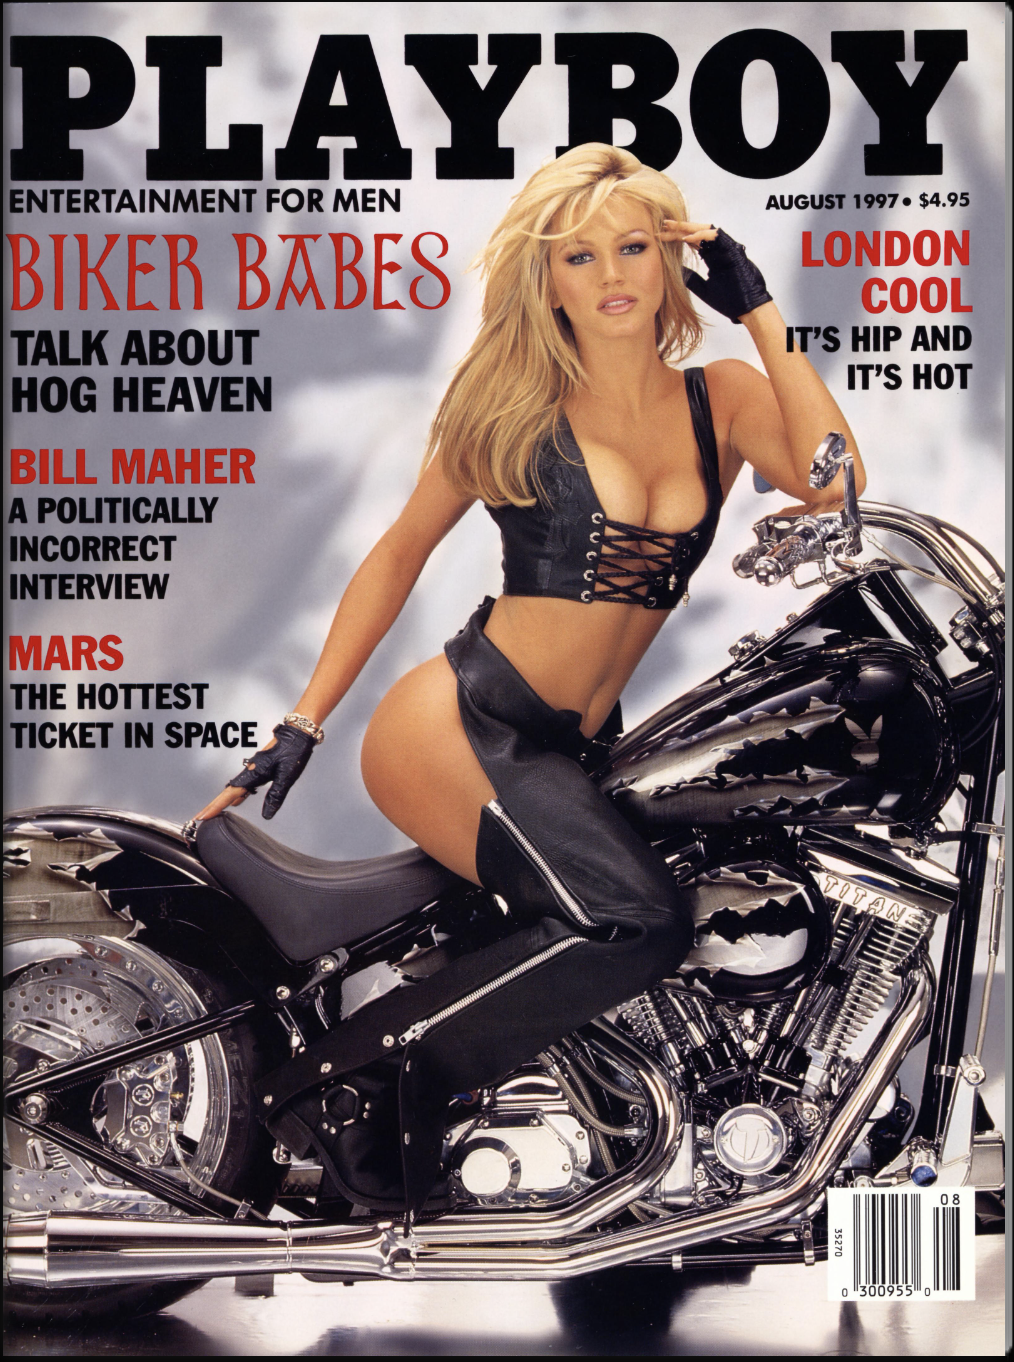 PLAYBOY
ENTERTAINMENT FOR MEN
AUGUST 1997 • $4.95
BIKER BABES
TALK ABOUT
HOG HEAVEN
BILL MAHER
A POLITICALLY
INCORRECT
INTERVIEW
MARS
THE HOTTEST
TICKET IN SPACE
LONDON
COOL
IT'S HIP AND
IT'S HOT
TITAN
08
35270
0 300955 0